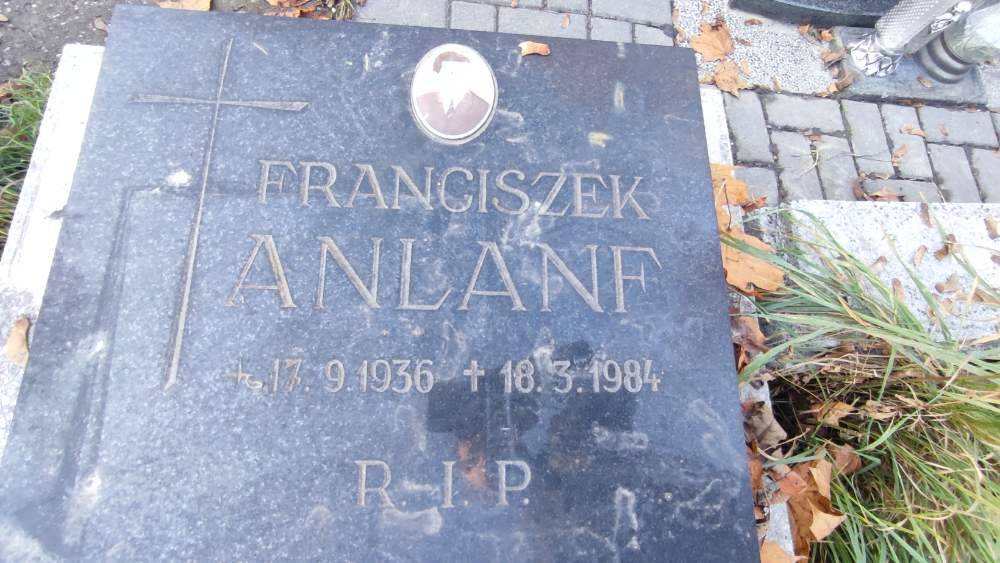 FRANCISZEK
ANLANF
17.9.1936 † 18.3.1984
R.I.P.